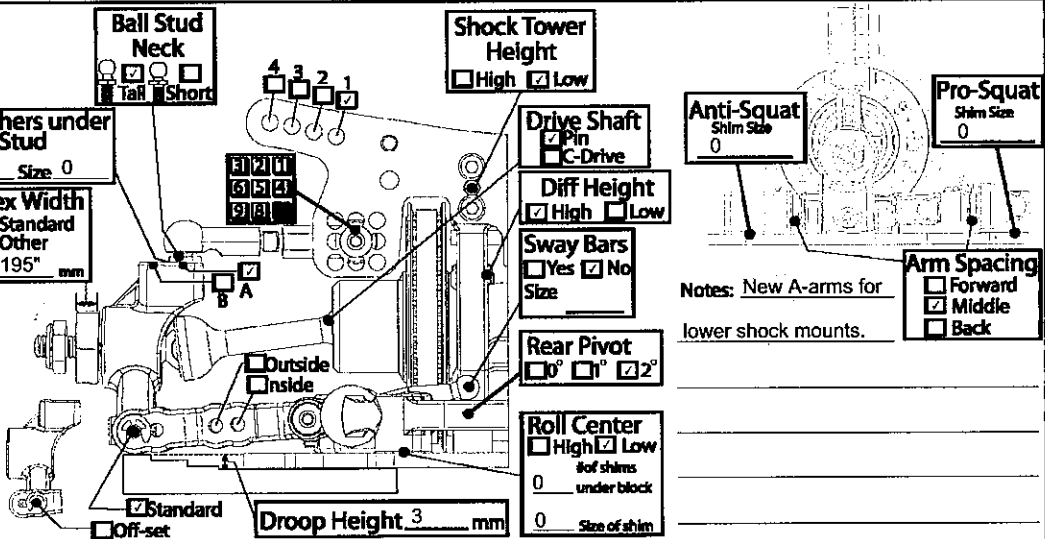 Ball Stud
Neck
Tall Short
4 3 2 1
Shock Tower
Height
High Low
Anti-Squat
Shim Size
0
Pro-Squat
Shim Size
0
hers under
Stud
Size 0
Drive Shaft
Pin
C-Drive
3 2 1
6 5 4
9 8
Diff Height
High Low
ex Width
Standard
Other
195" mm
Sway Bars
Yes No
Size
A
B
Arm Spacing
Forward
Middle
Back
Notes: New A-arms for
lower shock mounts.
Rear Pivot
0° 1° 2°
Outside
Inside
Roll Center
High Low
#of shims
0 under block
0 Size of shim
Standard
Off-set
Droop Height 3 mm